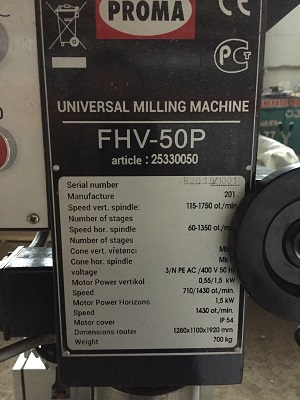 PROMA
CE
UNIVERSAL MILLING MACHINE
FHV-50P
article : 25330050
Serial number
Manufacture 201
Speed vert. spindle: 115-1750 ot./min
Number of stages
Speed hor. spindle 60-1350 ot./min
Number of stages
Cone vert. vřetenci
Cone hor. spindle
voltage 3/N PE AC /400 V 50 H
Motor Power vertiköl 0,55/1,5 kW
Speed 710/1430 ot./min.
Motor Power Horizons 1,5 kW
Speed 1430 ot./min.
Motor cover IP 54
Dimensions router 1280x1100x1920 mm
Weight 700 kg